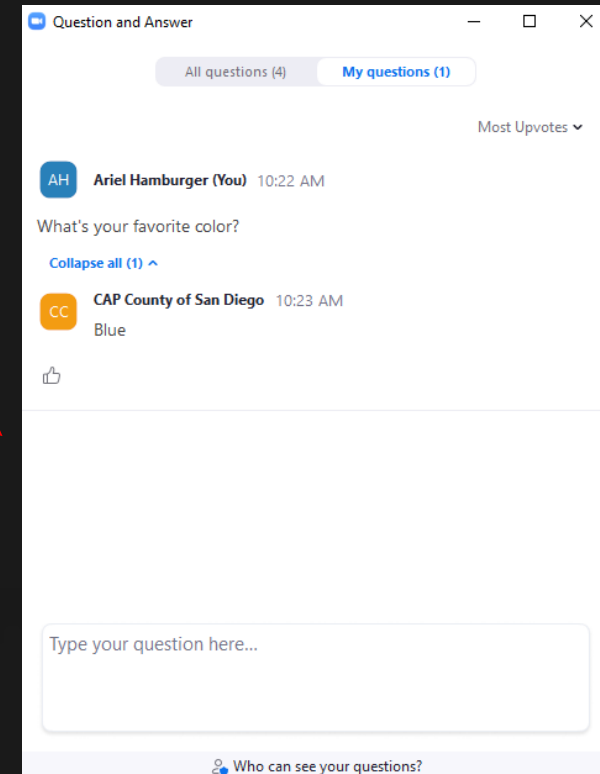 Question and Answer
All questions (4) My questions (1)
Most Upvotes
AH Ariel Hamburger (You) 10:22 AM
What's your favorite color?
Collapse all (1)
CC CAP County of San Diego 10:23 AM
Blue
Type your question here...
Who can see your questions?